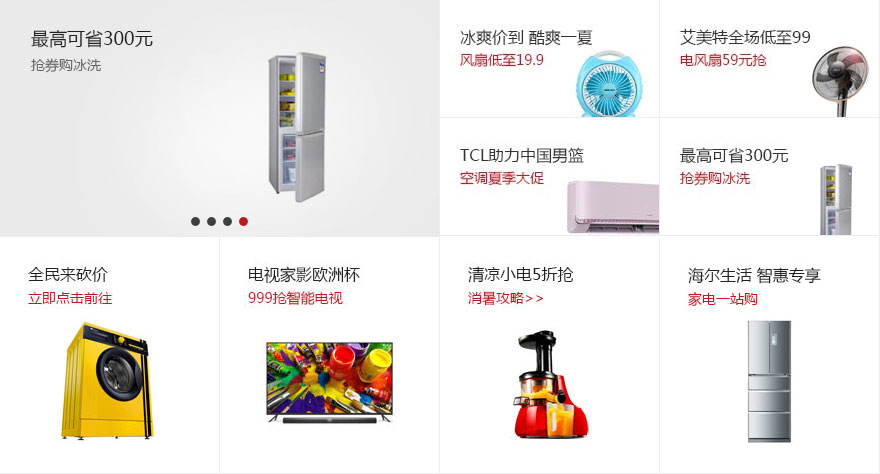 最高可省300元
抢券购冰洗
冰爽价到 酷爽一夏
风扇低至19.9
艾美特全场低至99
电风扇59元抢
TCL助力中国男篮
空调夏季大促
最高可省300元
抢券购冰洗
全民来砍价
立即点击前往
电视家影欧洲杯
999抢智能电视
清凉小电5折抢
消暑攻略>>
海尔生活 智惠专享
家电一站购